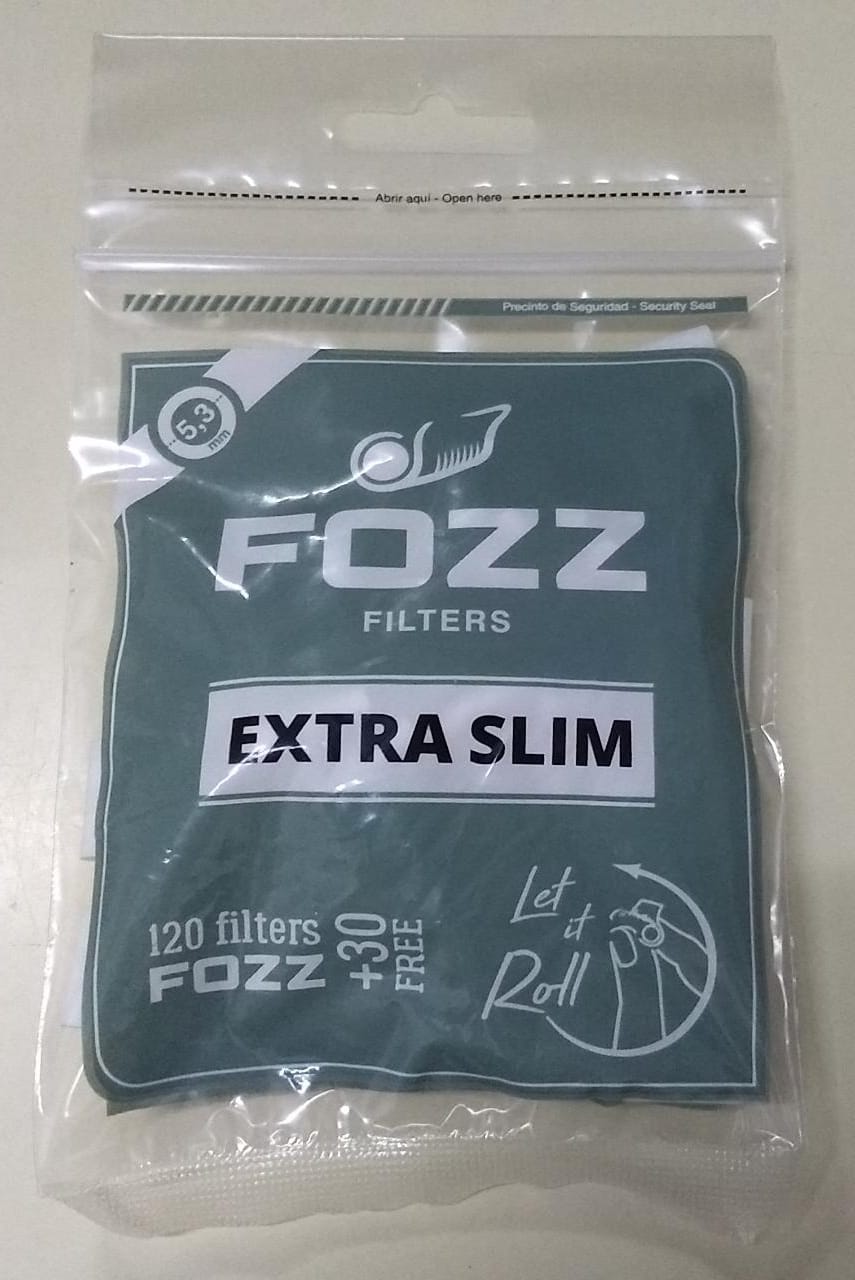 Abrir aquí - Open here
Precinto de Seguridad - Security Seal
5,3
mm
FOZZ
FILTERS
EXTRA SLIM
120 filters
FOZZ
+30
FREE
Let
it
Roll